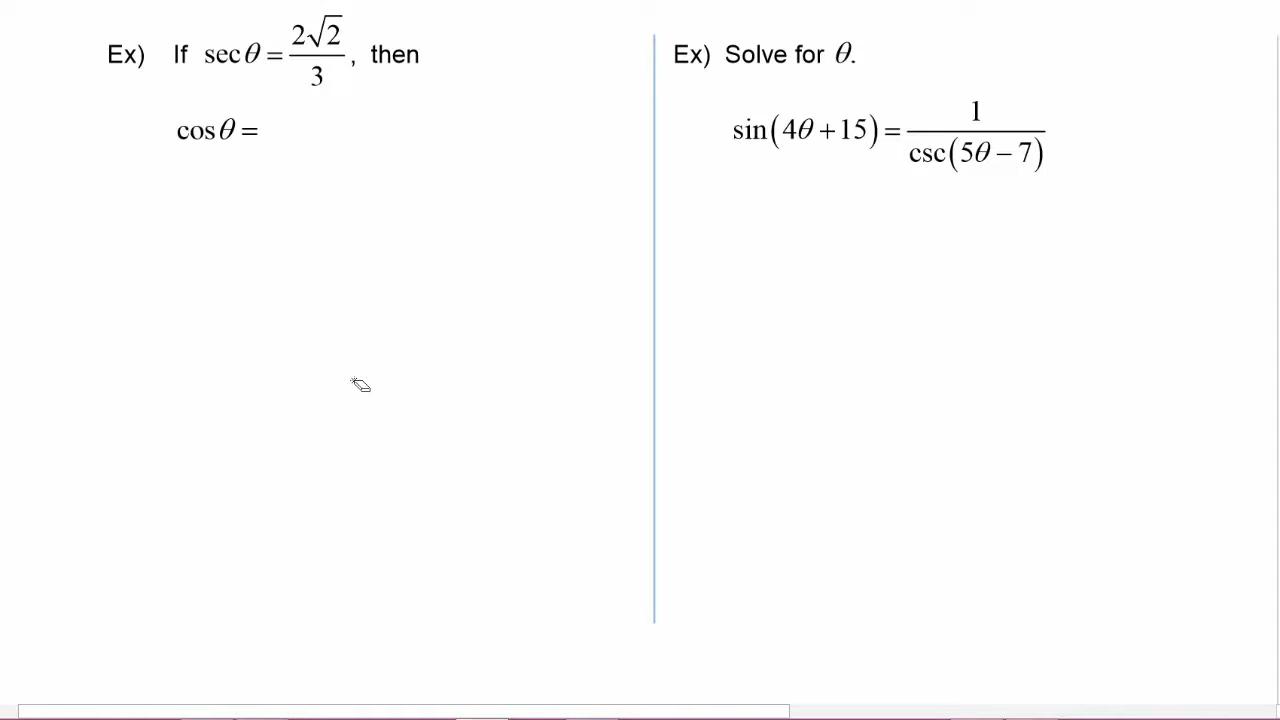 Ex) If sec θ = 2√2/3, then
cos θ =
Ex) Solve for θ.
sin(4θ + 15) = 1/csc(5θ − 7)